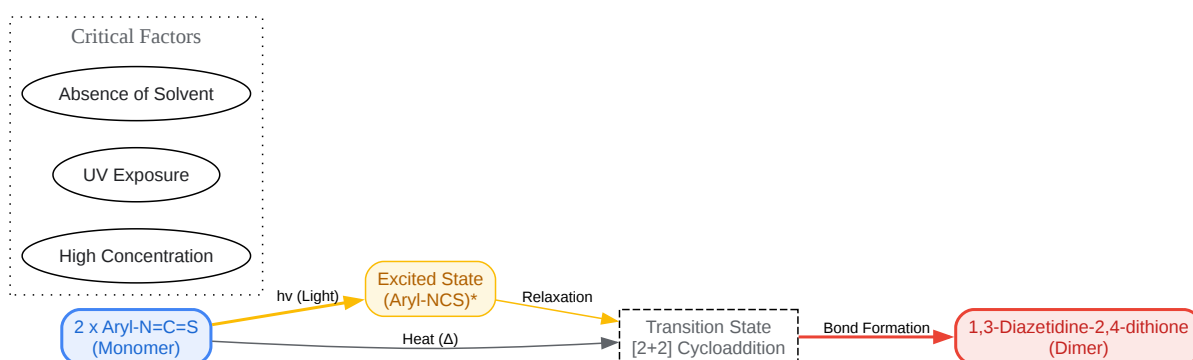 Critical Factors
Absence of Solvent
UV Exposure
High Concentration
2 x Aryl-N=C=S
(Monomer)
hv (Light)
Excited State
(Aryl-NCS)*
Relaxation
Heat (Δ)
Transition State
[2+2] Cycloaddition
Bond Formation
1,3-Diazetidine-2,4-dithione
(Dimer)